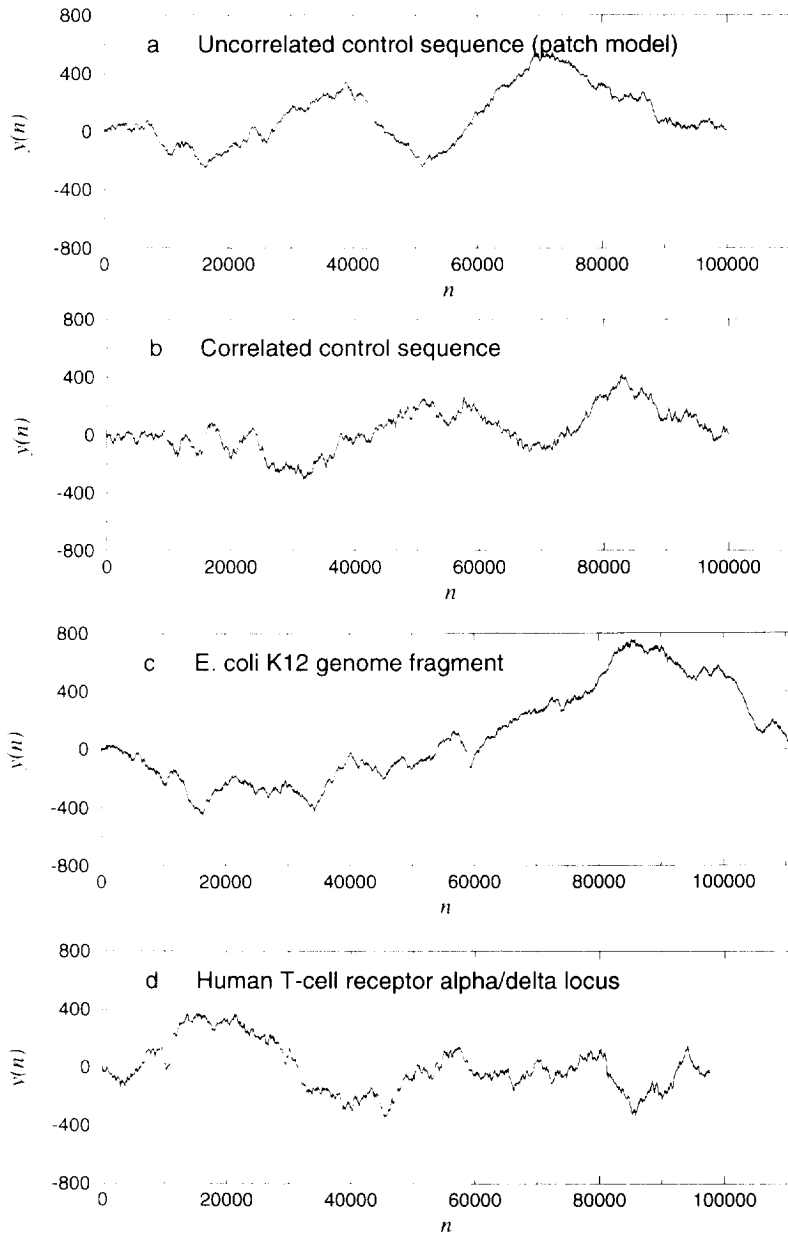 800
a Uncorrelated control sequence (patch model)
400
0
-400
-800
y(n)
0 20000 40000 60000 80000 100000
n
800
b Correlated control sequence
400
0
-400
-800
y(n)
0 20000 40000 60000 80000 100000
n
800
c E. coli K12 genome fragment
400
0
-400
-800
y(n)
0 20000 40000 60000 80000 100000
n
800
d Human T-cell receptor alpha/delta locus
400
0
-400
-800
y(n)
0 20000 40000 60000 80000 100000
n